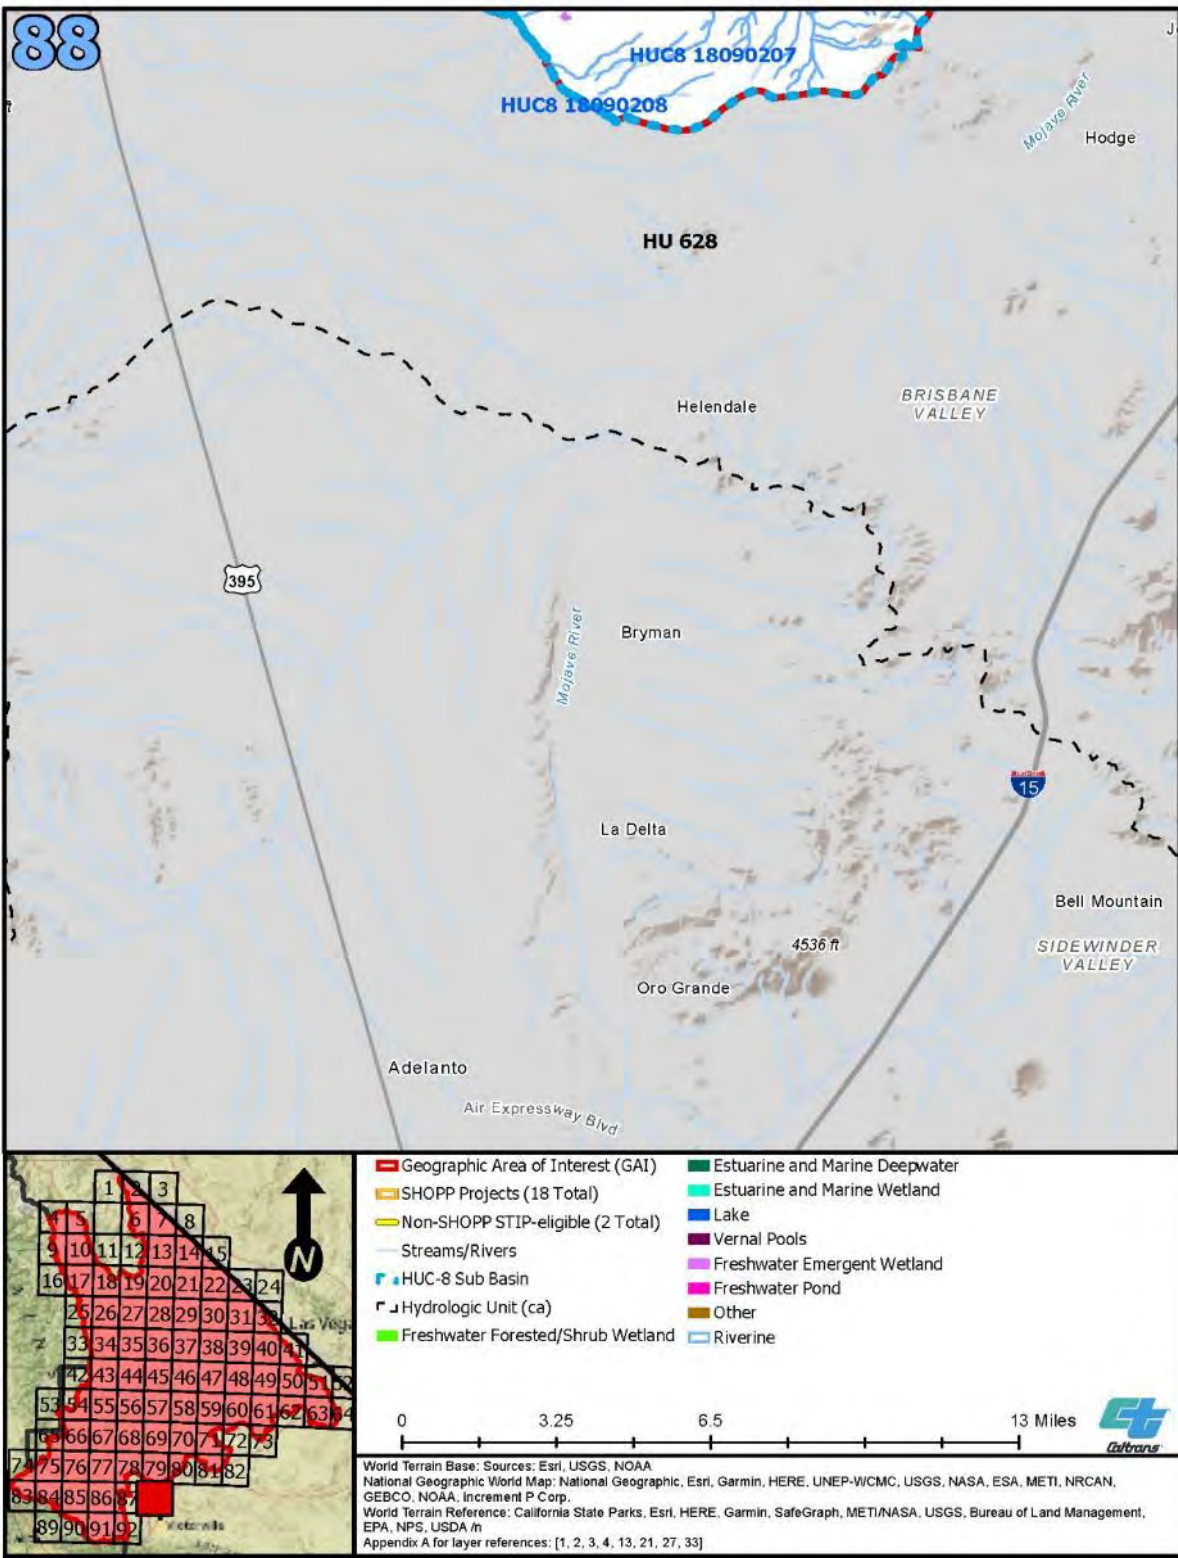 88
HUC8 18090207
HUC8 18090208
Mojave River
Hodge
HU 628
Helendale
BRISBANE
VALLEY
395
Bryman
Mojave River
15
La Delta
Bell Mountain
4536 ft
SIDEWINDER
VALLEY
Oro Grande
Adelanto
Air Expressway Blvd
1 2 3
4 5 6 7 8
9 10 11 12 13 14 15
16 17 18 19 20 21 22 23 24
25 26 27 28 29 30 31 32
33 34 35 36 37 38 39 40 41
42 43 44 45 46 47 48 49 50 51 52
53 54 55 56 57 58 59 60 61 62 63 64
65 66 67 68 69 70 71 72 73
74 75 76 77 78 79 80 81 82
83 84 85 86 87
89 90 91 92
N
Las Vega
Victorville
Geographic Area of Interest (GAI)
SHOPP Projects (18 Total)
Non-SHOPP STIP-eligible (2 Total)
Streams/Rivers
HUC-8 Sub Basin
Hydrologic Unit (ca)
Freshwater Forested/Shrub Wetland
Estuarine and Marine Deepwater
Estuarine and Marine Wetland
Lake
Vernal Pools
Freshwater Emergent Wetland
Freshwater Pond
Other
Riverine
0 3.25 6.5 13 Miles
Caltrans
World Terrain Base: Sources: Esri, USGS, NOAA
National Geographic World Map: National Geographic, Esri, Garmin, HERE, UNEP-WCMC, USGS, NASA, ESA, METI, NRCAN,
GEBCO, NOAA, Increment P Corp.
World Terrain Reference: California State Parks, Esri, HERE, Garmin, SafeGraph, METI/NASA, USGS, Bureau of Land Management,
EPA, NPS, USDA /n
Appendix A for layer references: [1, 2, 3, 4, 13, 21, 27, 33]